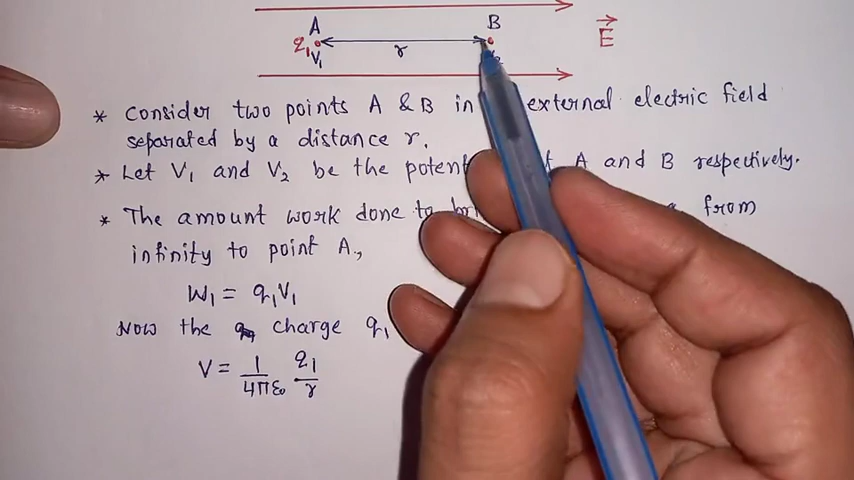 A B
q₁ V₁ r E
* Consider two points A & B in external electric field
separated by a distance r.
* Let V₁ and V₂ be the potent A and B respectively.
* The amount work done to from
infinity to point A,
W₁ = q₁V₁
Now the charge q₁
V = 1/4πε₀ q₁/r